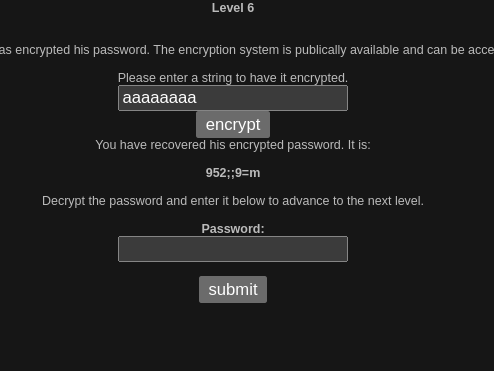 Level 6
as encrypted his password. The encryption system is publically available and can be acce
Please enter a string to have it encrypted.
aaaaaaaa
encrypt
You have recovered his encrypted password. It is:
952;;9=m
Decrypt the password and enter it below to advance to the next level.
Password:
submit